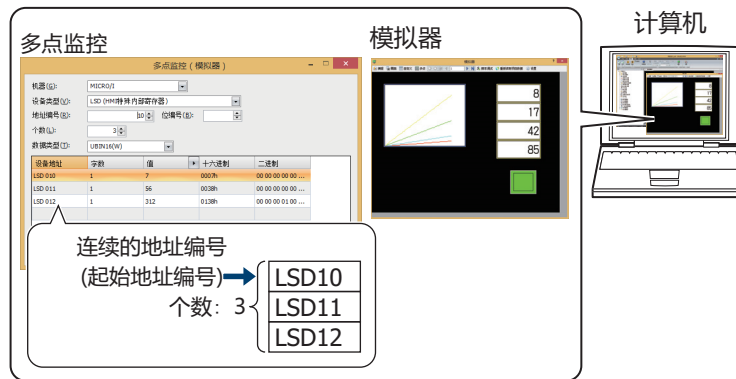 计算机
多点监控
模拟器
多点监控 ( 模拟器 )
机器(G):
MICRO/I
设备类型(V):
LSD (HMI特殊内部寄存器)
地址编号(R):
10
位编号(B):
个数(L):
3
数据类型(T):
UBIN16(W)
设备地址 字数 值 十六进制 二进制
LSD 010 1 7 0007h 00 00 00 00 00 ...
LSD 011 1 56 0038h 00 00 00 00 00 ...
LSD 012 1 312 0138h 00 00 00 01 00 ...
8
17
42
85
连续的地址编号
(起始地址编号)
LSD10
个数: 3
LSD11
LSD12